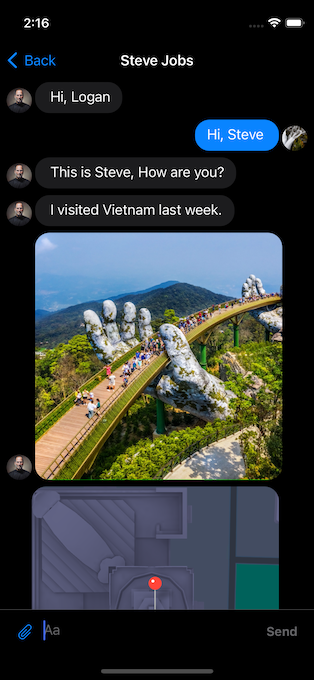 2:16
Back
Steve Jobs
Hi, Logan
Hi, Steve
This is Steve, How are you?
I visited Vietnam last week.
Aa
Send